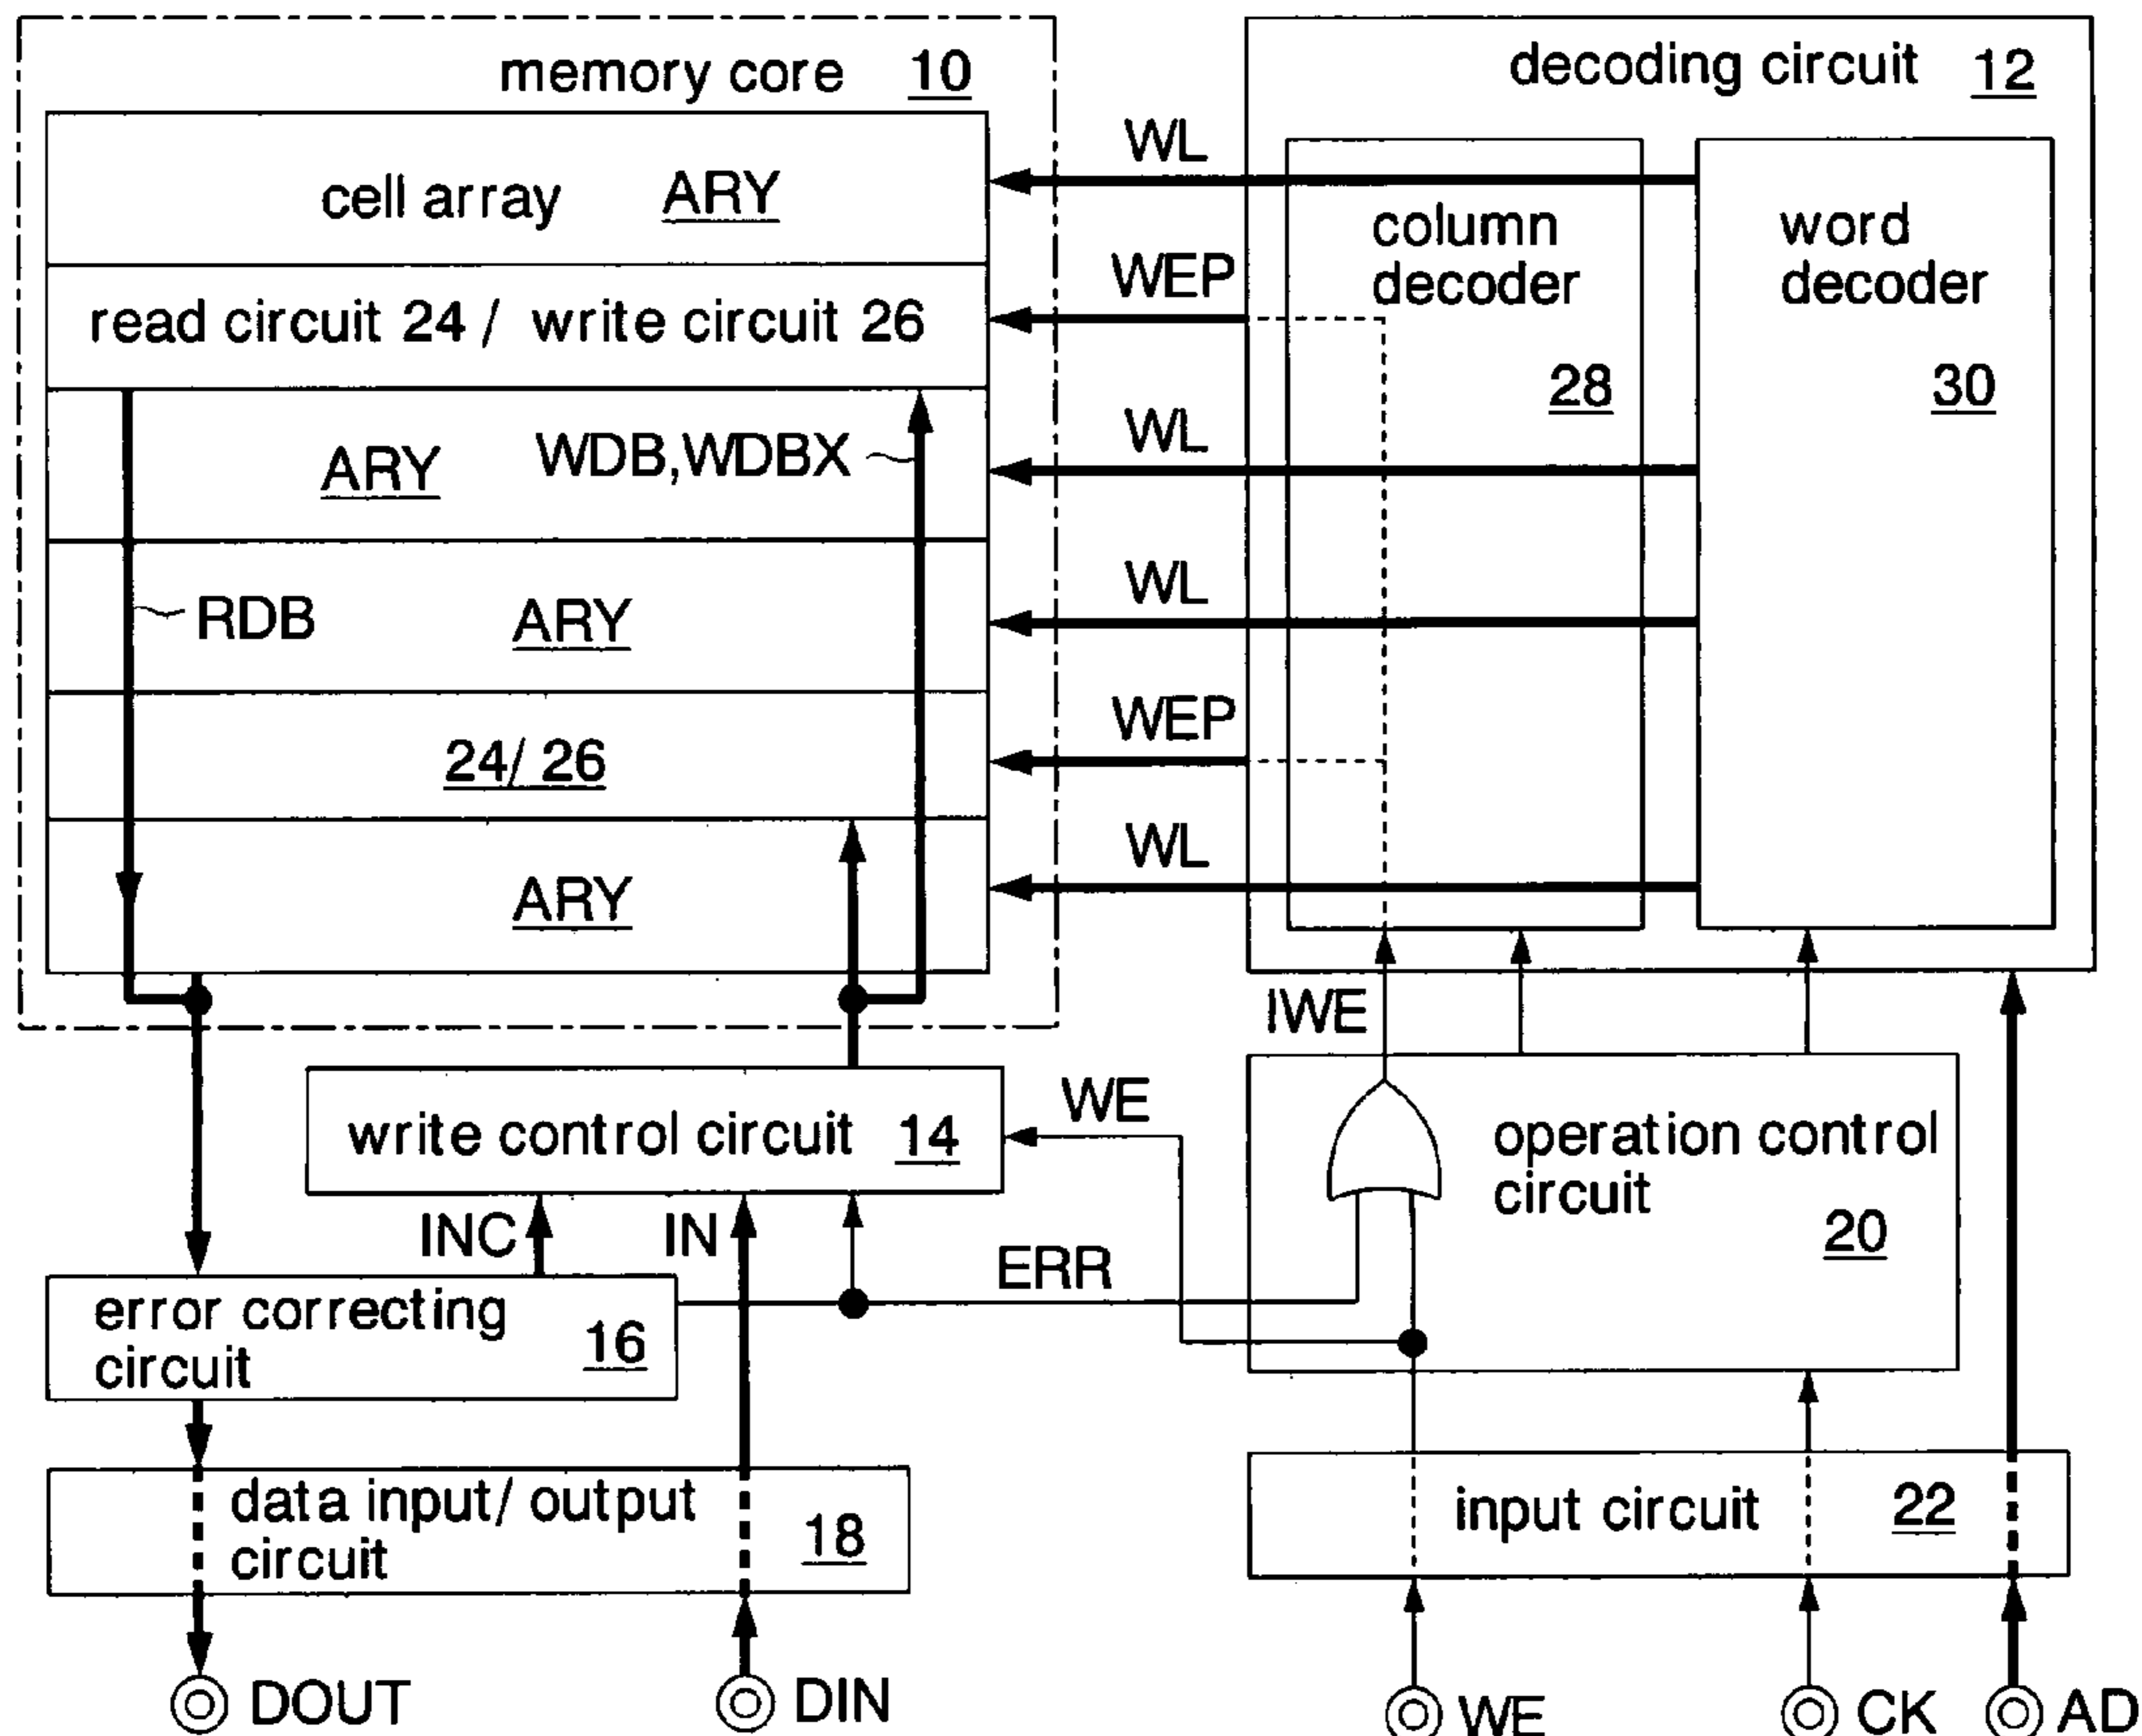 memory core 10
decoding circuit 12
cell array ARY
WL
column
decoder
28
word
decoder
30
read circuit 24 / write circuit 26
WEP
ARY
WDB,WDBX
WL
RDB
ARY
WL
24/ 26
WEP
ARY
WL
IWE
write control circuit 14
WE
operation control
circuit
20
INC
IN
ERR
error correcting
circuit
16
data input/ output
circuit
18
input circuit 22
DOUT
DIN
WE
CK
AD